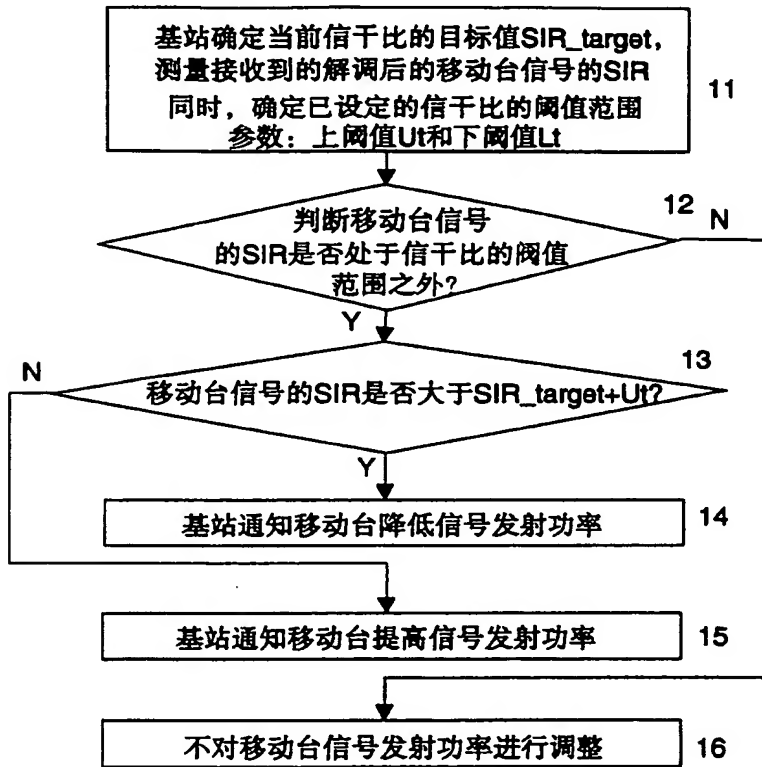 基站确定当前信干比的目标值SIR_target,
测量接收到的解调后的移动台信号的SIR
同时，确定已设定的信干比的阈值范围
参数：上阈值Ut和下阈值Lt
11
判断移动台信号
的SIR是否处于信干比的阀值
范围之外？
12
N
Y
移动台信号的SIR是否大于SIR_target+Ut?
13
N
Y
基站通知移动台降低信号发射功率
14
基站通知移动台提高信号发射功率
15
不对移动台信号发射功率进行调整
16